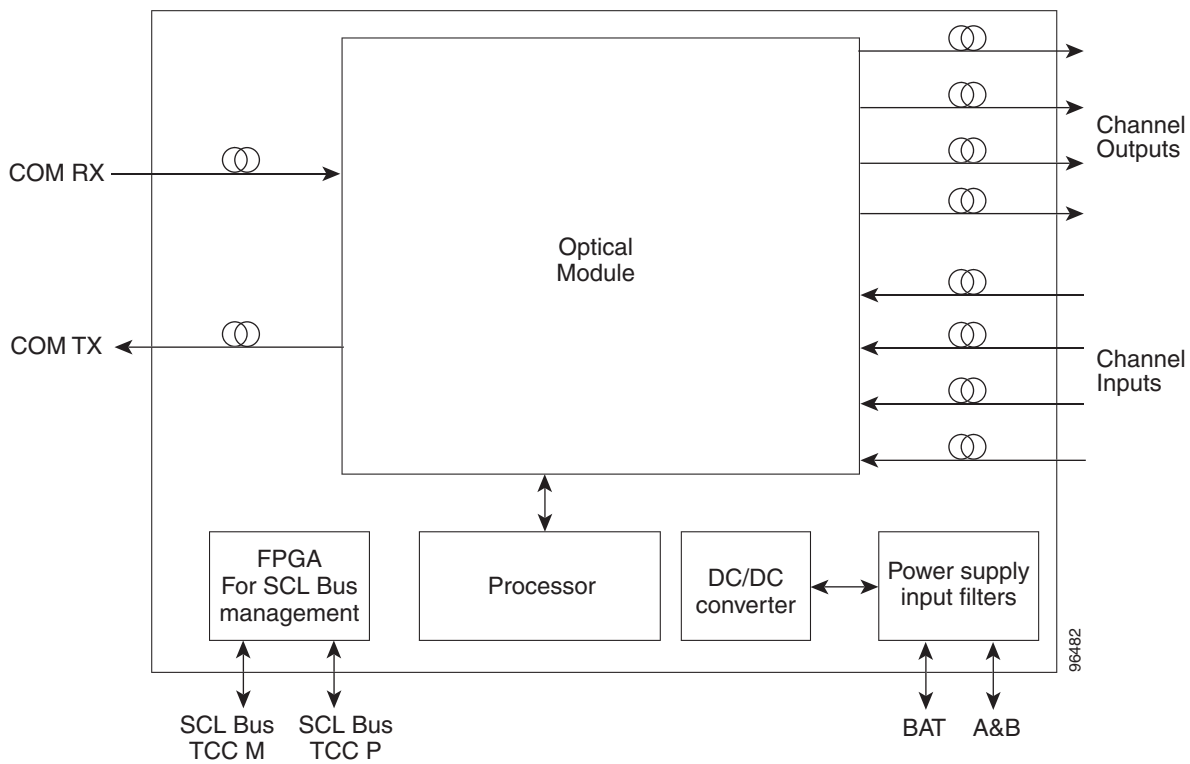 COM RX
COM TX
Optical
Module
Channel
Outputs
Channel
Inputs
FPGA
For SCL Bus
management
Processor
DC/DC
converter
Power supply
input filters
SCL Bus
TCC M
SCL Bus
TCC P
BAT
A&B
96482